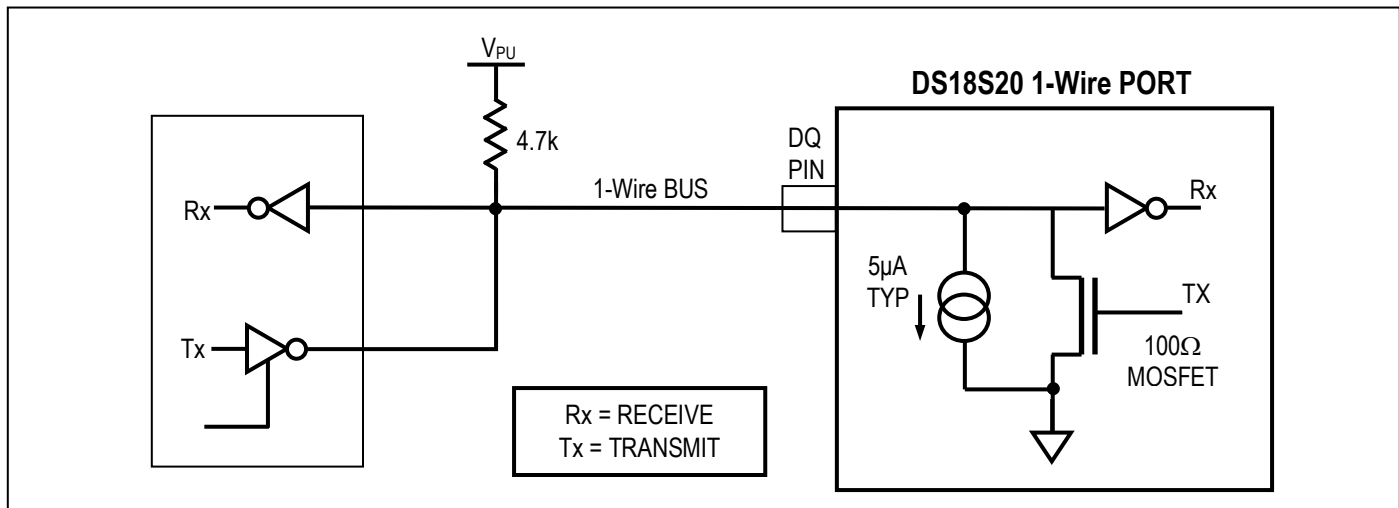 V_PU
DS18S20 1-Wire PORT
4.7k
DQ
PIN
1-Wire BUS
Rx
Rx
5µA
TYP
TX
Tx
100Ω
MOSFET
Rx = RECEIVE
Tx = TRANSMIT